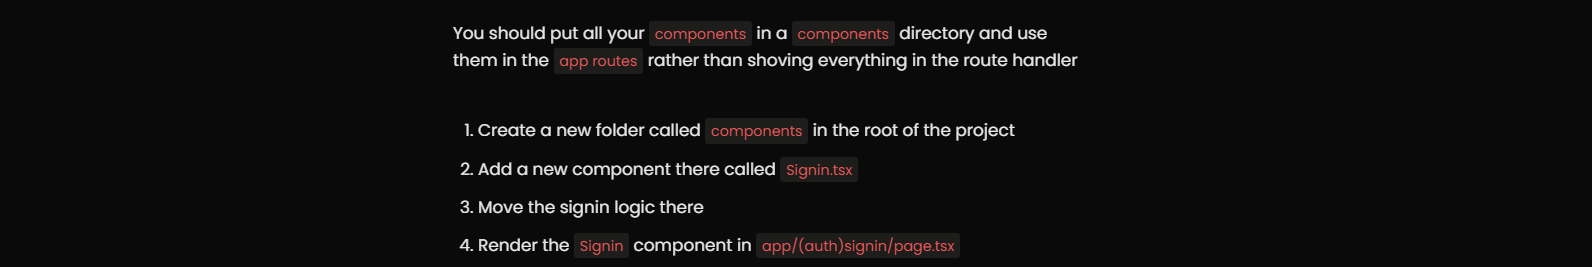 You should put all your components in a components directory and use
them in the app routes rather than shoving everything in the route handler
1. Create a new folder called components in the root of the project
2. Add a new component there called Signin.tsx
3. Move the signin logic there
4. Render the Signin component in app/(auth)signin/page.tsx